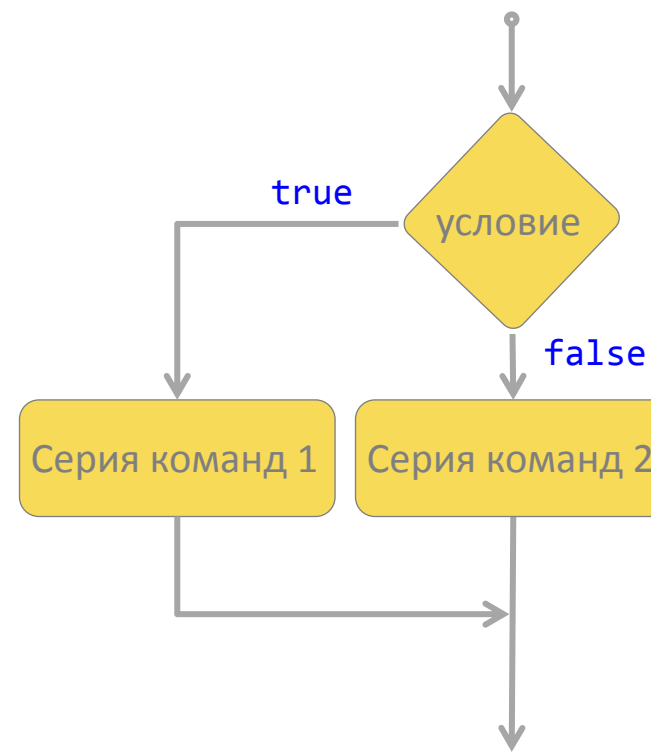 true
условие
false
Серия команд 1
Серия команд 2